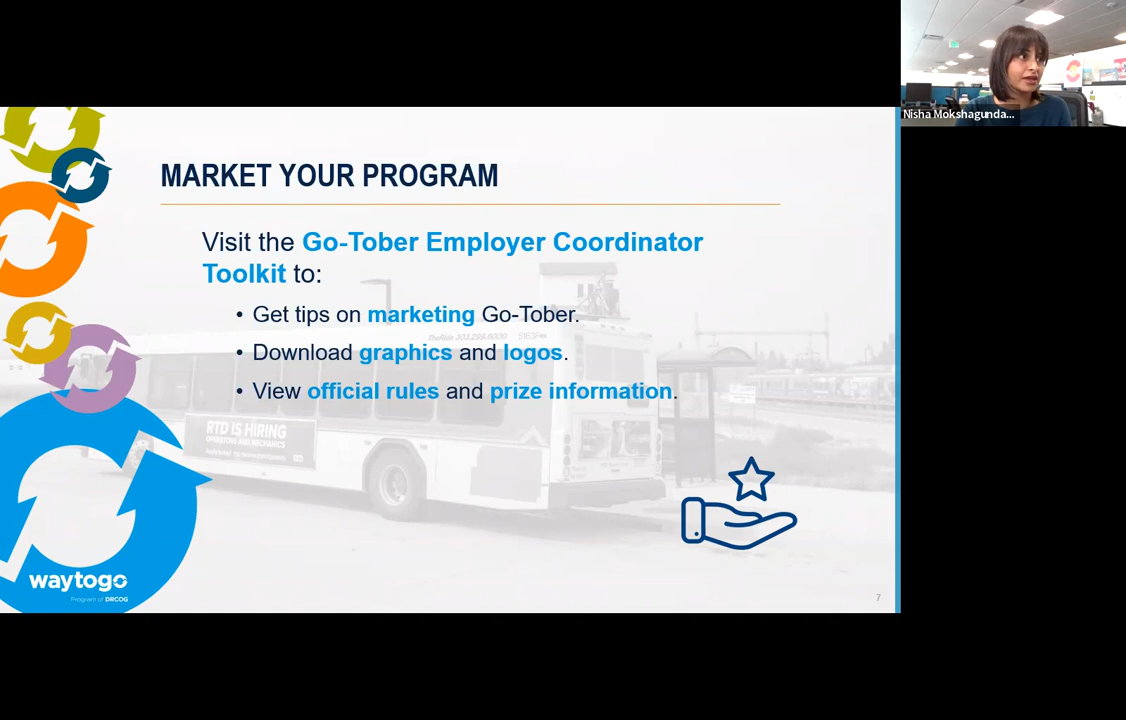 Nisha Mokshagunda...
MARKET YOUR PROGRAM
Visit the Go-Tober Employer Coordinator
Toolkit to:
• Get tips on marketing Go-Tober.
• Download graphics and logos.
• View official rules and prize information.
RTD IS HIRING
OPERATORS AND MECHANICS
waytogo
Program of DRCOG
7